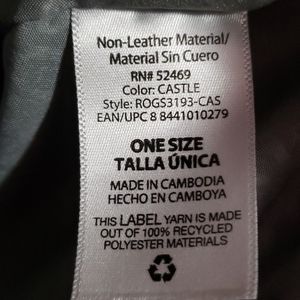 Non-Leather Material/
Material Sin Cuero
RN# 52469
Color: CASTLE
Style: ROGS3193-CAS
EAN/UPC 8 8441010279
ONE SIZE
TALLA ÚNICA
MADE IN CAMBODIA
HECHO EN CAMBOYA
THIS LABEL YARN IS MADE
OUT OF 100% RECYCLED
POLYESTER MATERIALS